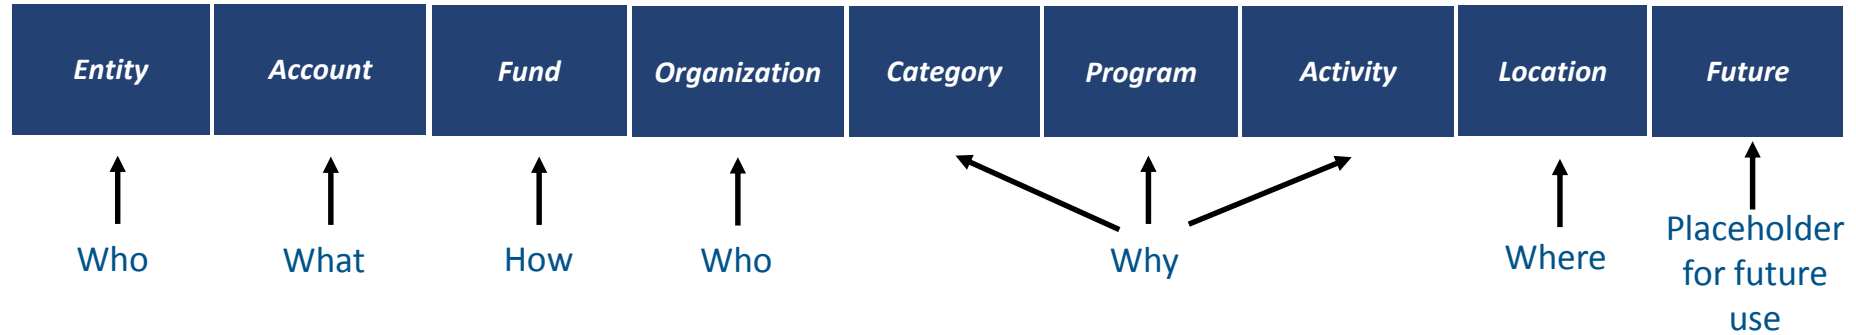 Entity
Account
Fund
Organization
Category
Program
Activity
Location
Future
Who
What
How
Who
Why
Where
Placeholder
for future
use